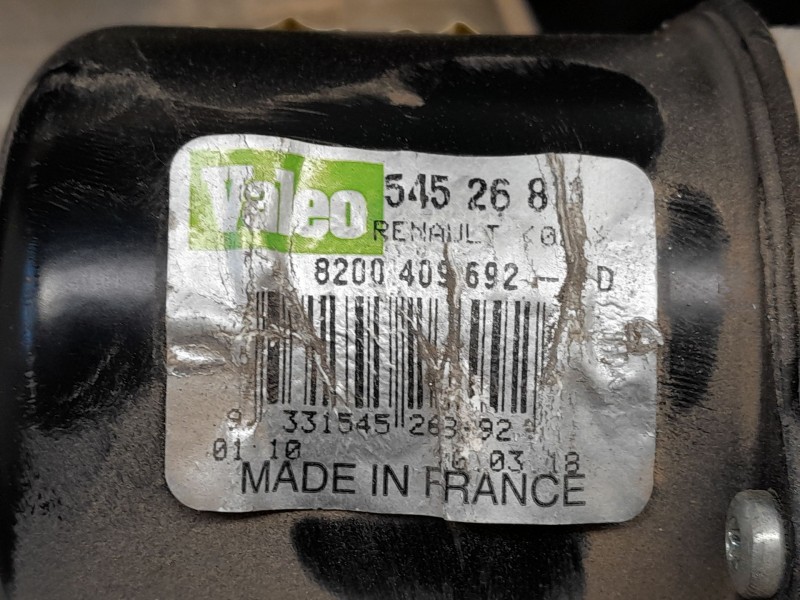 Valeo 545 26 8
RENAULT
8200 409 692 D
331545
01 10 03 18
MADE IN FRANCE